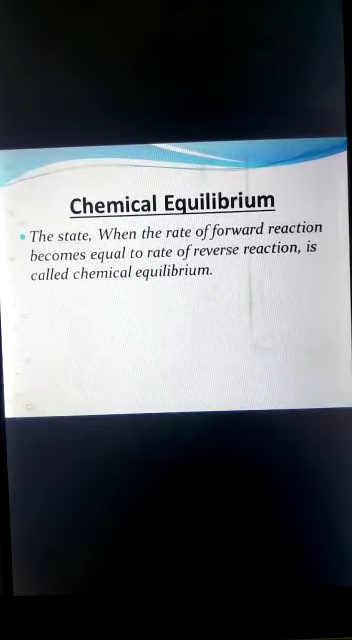 Chemical Equilibrium
The state, When the rate of forward reaction
becomes equal to rate of reverse reaction, is
called chemical equilibrium.